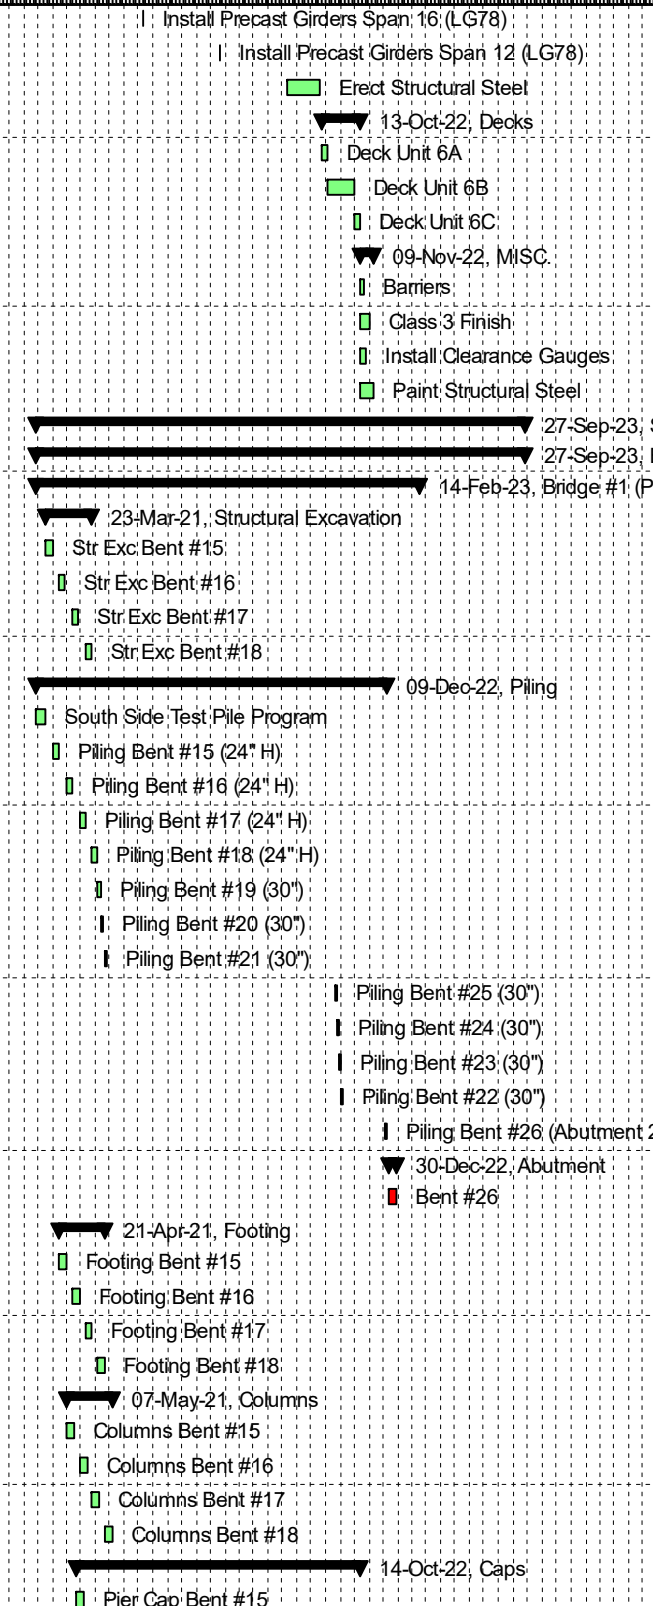 Install Precast Girders Span 16 (LG78)
Install Precast Girders Span 12 (LG78)
Erect Structural Steel
13-Oct-22, Decks
Deck Unit 6A
Deck Unit 6B
Deck Unit 6C
09-Nov-22, MISC.
Barriers
Class 3 Finish
Install Clearance Gauges
Paint Structural Steel
27-Sep-23,
27-Sep-23,
14-Feb-23, Bridge #1 (P
23-Mar-21, Structural Excavation
Str Exc Bent #15
Str Exc Bent #16
Str Exc Bent #17
Str Exc Bent #18
09-Dec-22, Piling
South Side Test Pile Program
Piling Bent #15 (24" H)
Piling Bent #16 (24" H)
Piling Bent #17 (24" H)
Piling Bent #18 (24" H)
Piling Bent #19 (30")
Piling Bent #20 (30")
Piling Bent #21 (30")
Piling Bent #25 (30")
Piling Bent #24 (30")
Piling Bent #23 (30")
Piling Bent #22 (30")
Piling Bent #26 (Abutment 2
30-Dec-22, Abutment
Bent #26
21-Apr-21, Footing
Footing Bent #15
Footing Bent #16
Footing Bent #17
Footing Bent #18
07-May-21, Columns
Columns Bent #15
Columns Bent #16
Columns Bent #17
Columns Bent #18
14-Oct-22, Caps
Pier Cap Bent #15